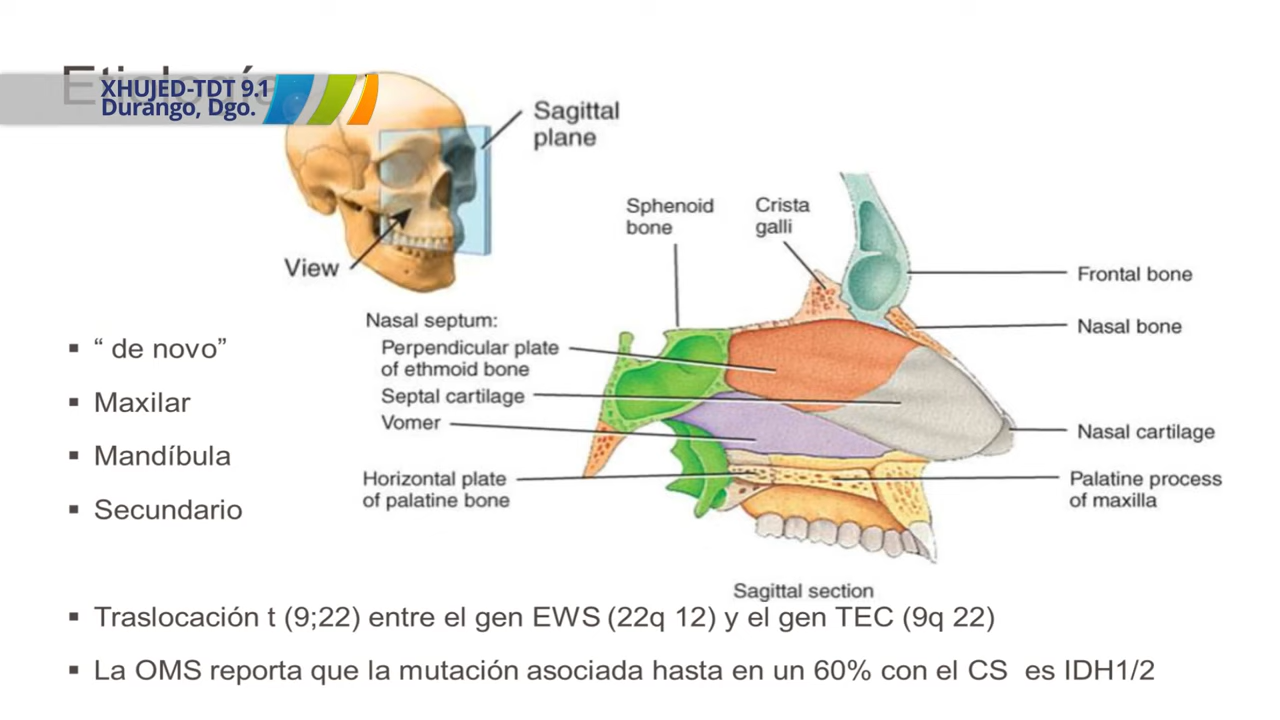 Etiología
XHUJED-TDT 9.1
Durango, Dgo.
Sagittal
plane
View
Sphenoid
bone
Crista
galli
Frontal bone
Nasal bone
Nasal septum:
Perpendicular plate
of ethmoid bone
Septal cartilage
Vomer
Nasal cartilage
Horizontal plate
of palatine bone
Palatine process
of maxilla
Sagittal section
▪ “ de novo”
▪ Maxilar
▪ Mandíbula
▪ Secundario
▪ Traslocación t (9;22) entre el gen EWS (22q 12) y el gen TEC (9q 22)
▪ La OMS reporta que la mutación asociada hasta en un 60% con el CS es IDH1/2